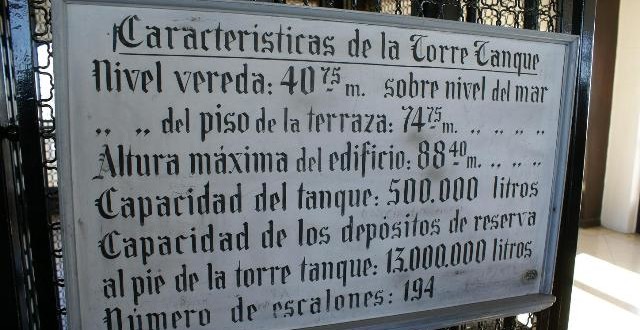 Caracteristicas de la Torre Tanque
Nivel vereda: 40 75 m. sobre nivel del mar
„ „ del piso de la terraza: 74 75 m. „ „ „ „
Altura máxima del edificio: 88 40 m. „ „ „ „
Capacidad del tanque: 500.000 litros
Capacidad de los depósitos de reserva
al pie de la torre tanque: 13.000.000 litros
Número de escalones: 194